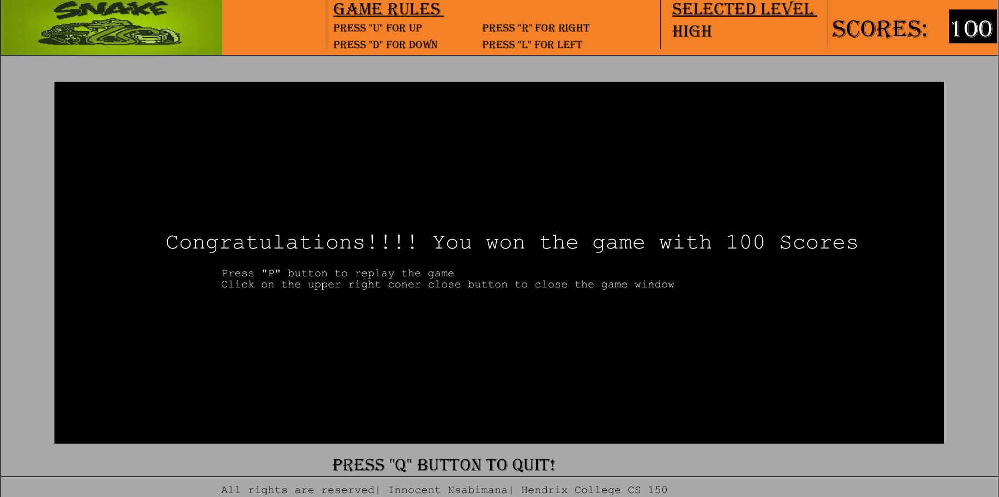 SNAKE
GAME RULES
PRESS "U" FOR UP
PRESS "R" FOR RIGHT
PRESS "D" FOR DOWN
PRESS "L" FOR LEFT
SELECTED LEVEL
HIGH
SCORES: 100
Congratulations!!!! You won the game with 100 Scores
Press "P" button to replay the game
Click on the upper right coner close button to close the game window
PRESS "Q" BUTTON TO QUIT!
All rights are reserved| Innocent Nsabimana| Hendrix College CS 150